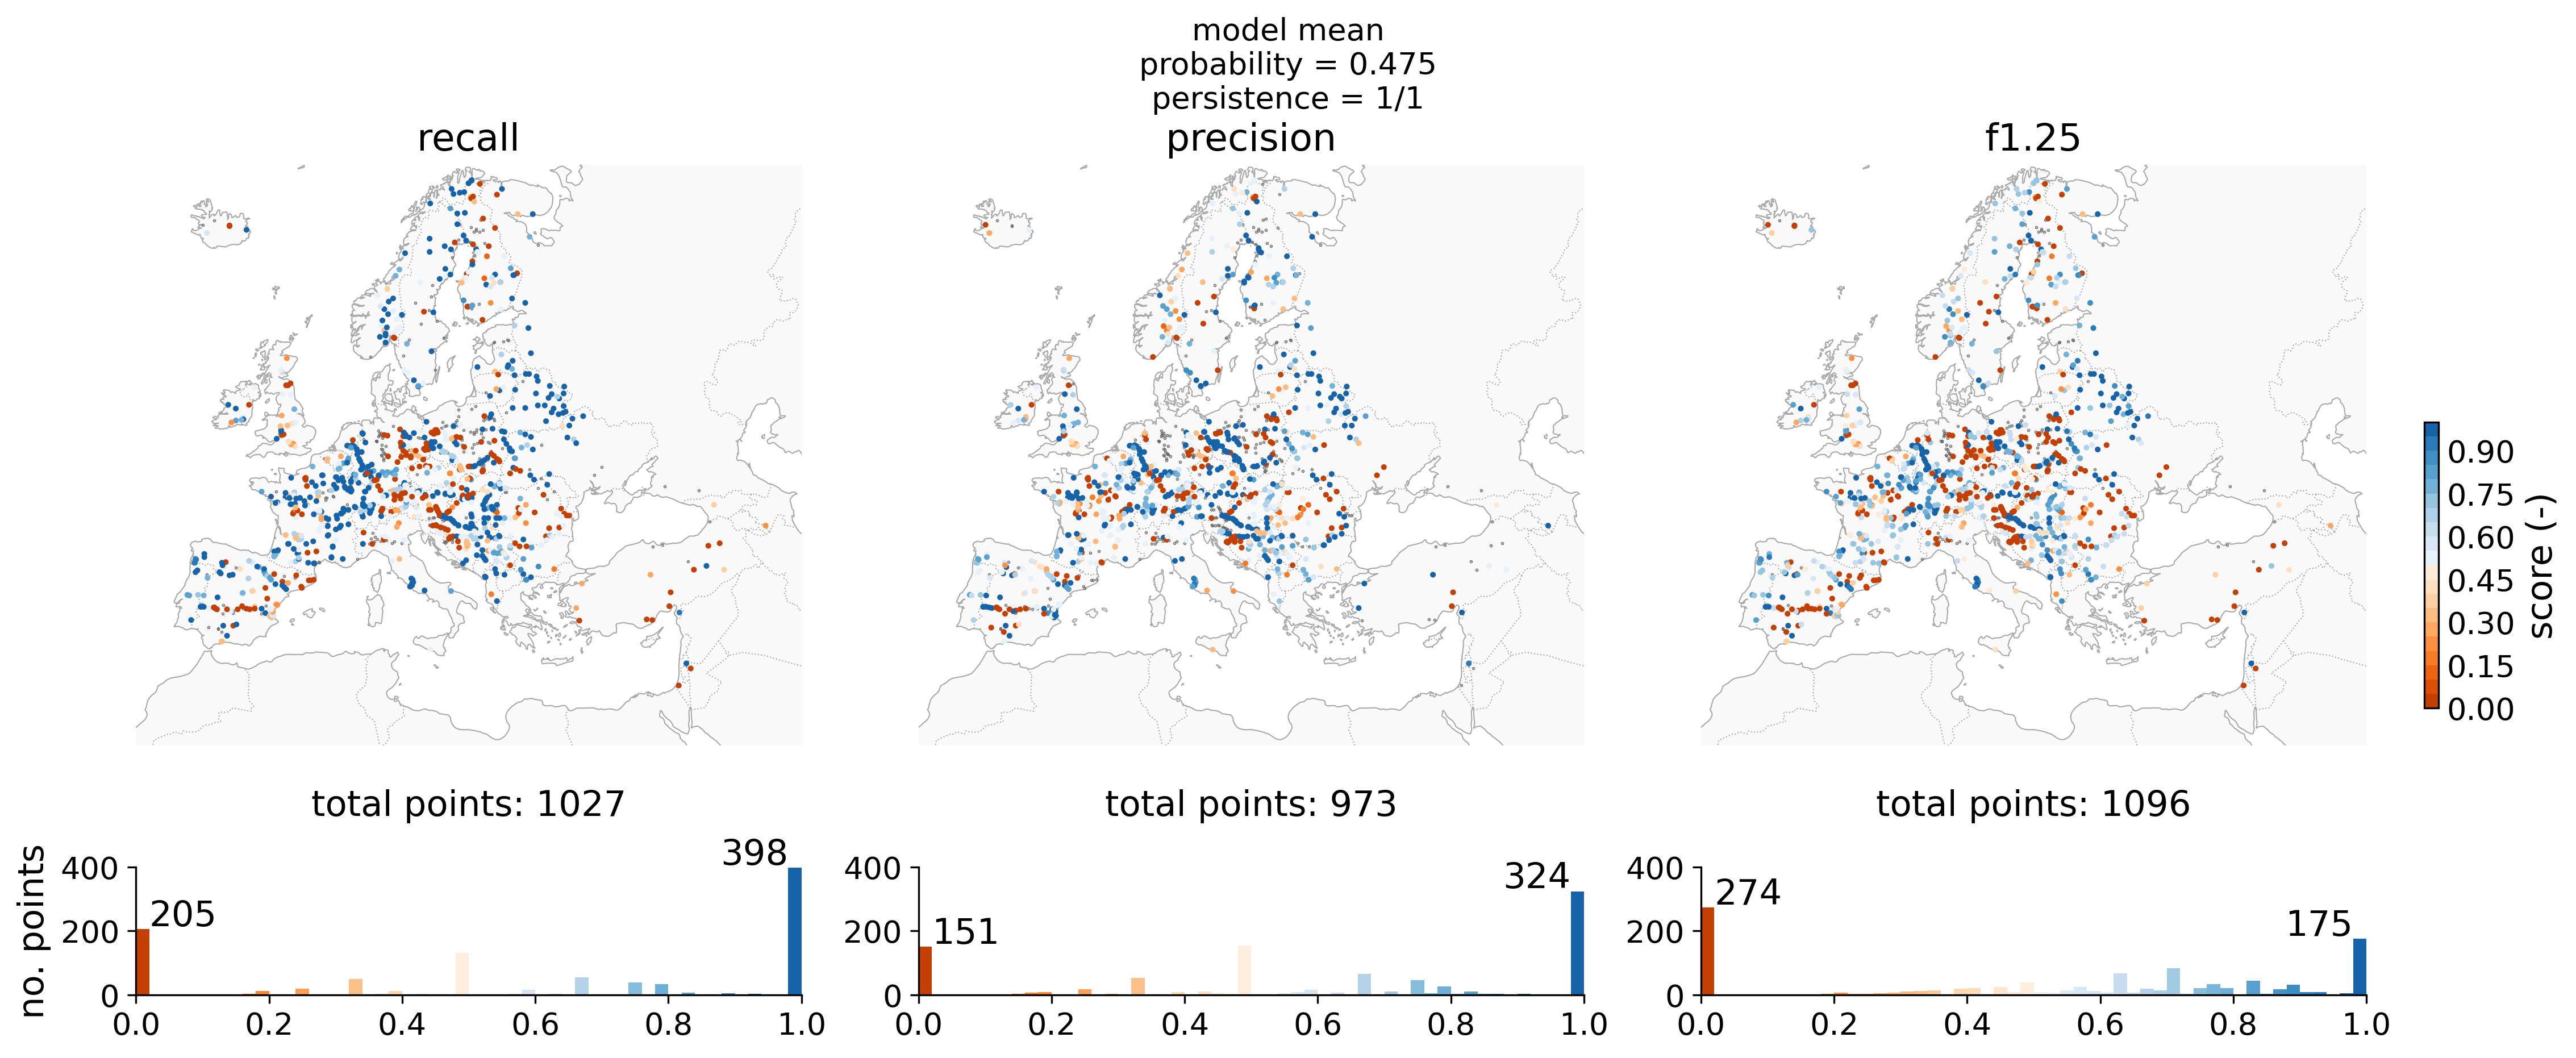 model mean
probability = 0.475
persistence = 1/1
recall
precision
f1.25
0.90
0.75
0.60
0.45
0.30
0.15
0.00
score (-)
total points: 1027
total points: 973
total points: 1096
no. points
400
200
0
205
398
0.0 0.2 0.4 0.6 0.8 1.0
400
200
0
151
324
0.0 0.2 0.4 0.6 0.8 1.0
400
200
0
274
175
0.0 0.2 0.4 0.6 0.8 1.0